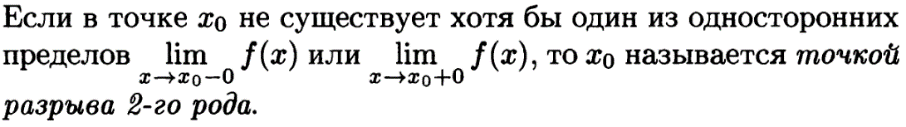 Если в точке x₀ не существует хотя бы один из односторонних
пределов lim_{x→x₀−0} f(x) или lim_{x→x₀+0} f(x), то x₀ называется точкой
разрыва 2-го рода.